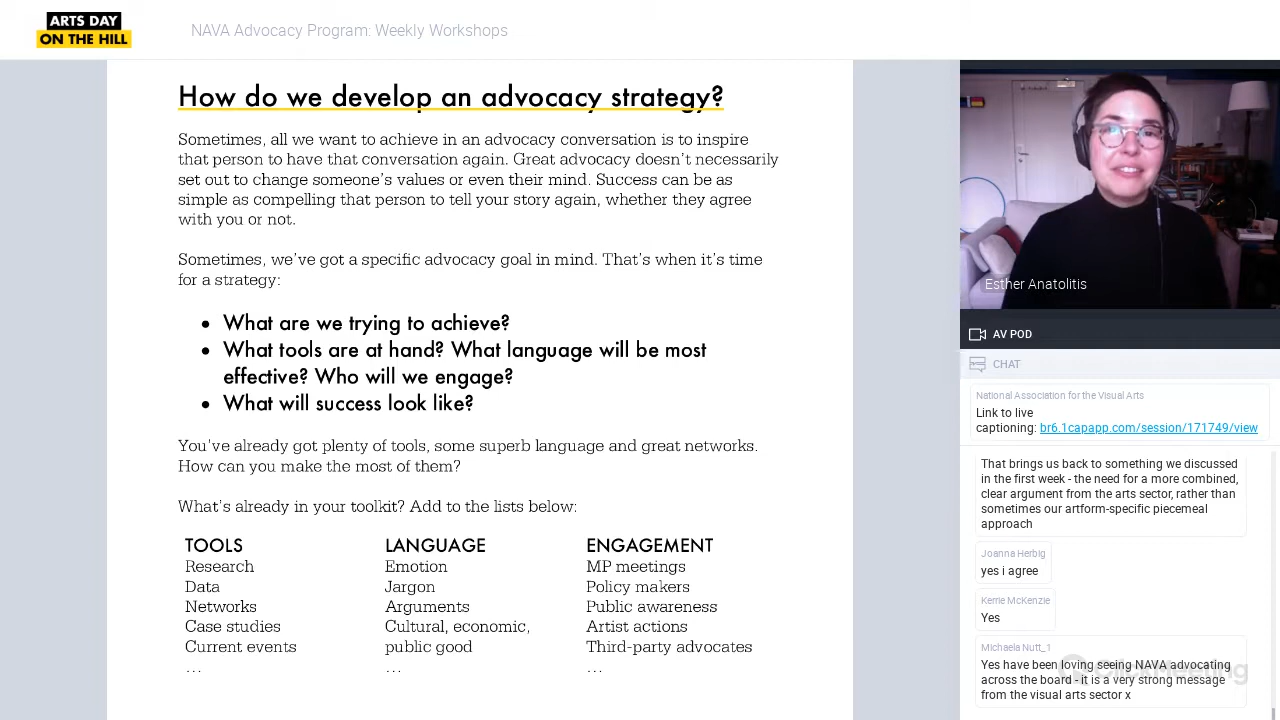 ARTS DAY
ON THE HILL
NAVA Advocacy Program: Weekly Workshops
How do we develop an advocacy strategy?
Sometimes, all we want to achieve in an advocacy conversation is to inspire
that person to have that conversation again. Great advocacy doesn't necessarily
set out to change someone's values or even their mind. Success can be as
simple as compelling that person to tell your story again, whether they agree
with you or not.
Sometimes, we've got a specific advocacy goal in mind. That's when it's time
for a strategy:
• What are we trying to achieve?
• What tools are at hand? What language will be most
effective? Who will we engage?
• What will success look like?
You've already got plenty of tools, some superb language and great networks.
How can you make the most of them?
What's already in your toolkit? Add to the lists below:
TOOLS
Research
Data
Networks
Case studies
Current events
...
LANGUAGE
Emotion
Jargon
Arguments
Cultural, economic,
public good
...
ENGAGEMENT
MP meetings
Policy makers
Public awareness
Artist actions
Third-party advocates
...
Esther Anatolitis
AV POD
CHAT
National Association for the Visual Arts
Link to live
captioning: br6.1capapp.com/session/171749/view
That brings us back to something we discussed
in the first week - the need for a more combined,
clear argument from the arts sector, rather than
sometimes our artform-specific piecemeal
approach
Joanna Herbig
yes i agree
Kerrie McKenzie
Yes
Michaela Nutt_1
Yes have been loving seeing NAVA advocating
across the board - it is a very strong message
from the visual arts sector x
ClickMeeting